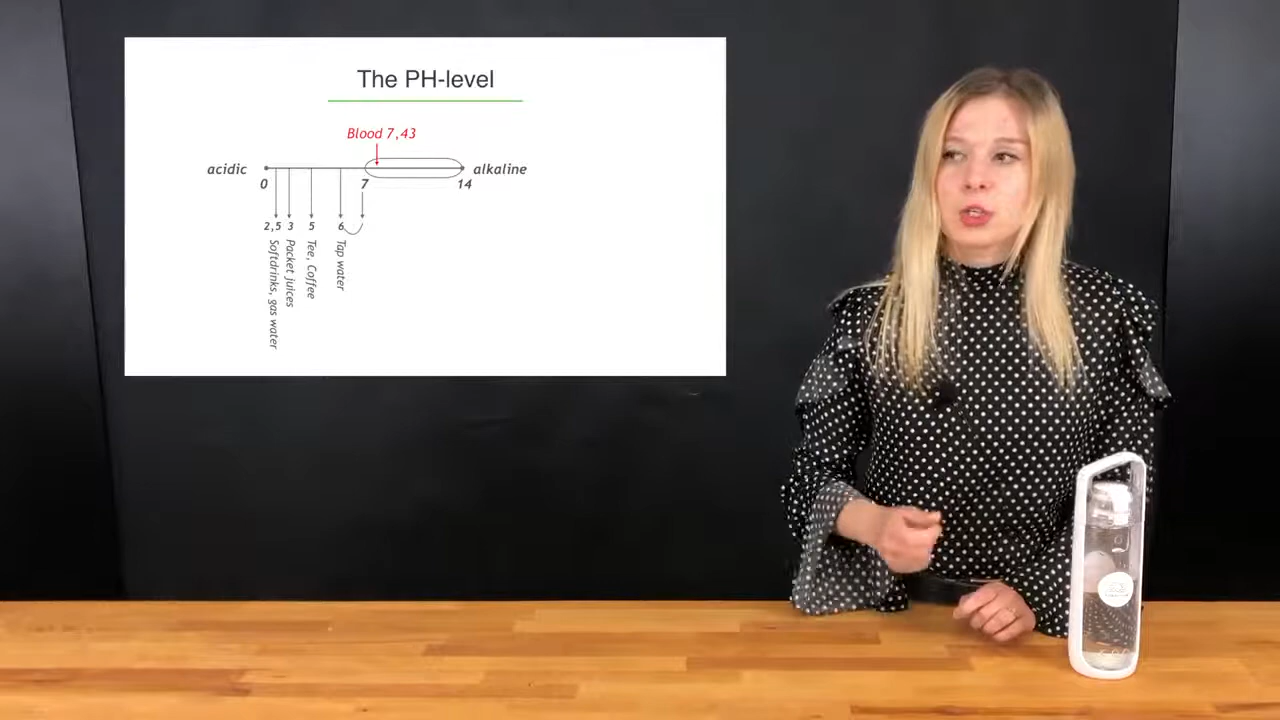 The PH-level
Blood 7,43
acidic
alkaline
0
7
14
2,5
3
5
6
Softdrinks, gas water
Packet juices
Tee, Coffee
Tap water